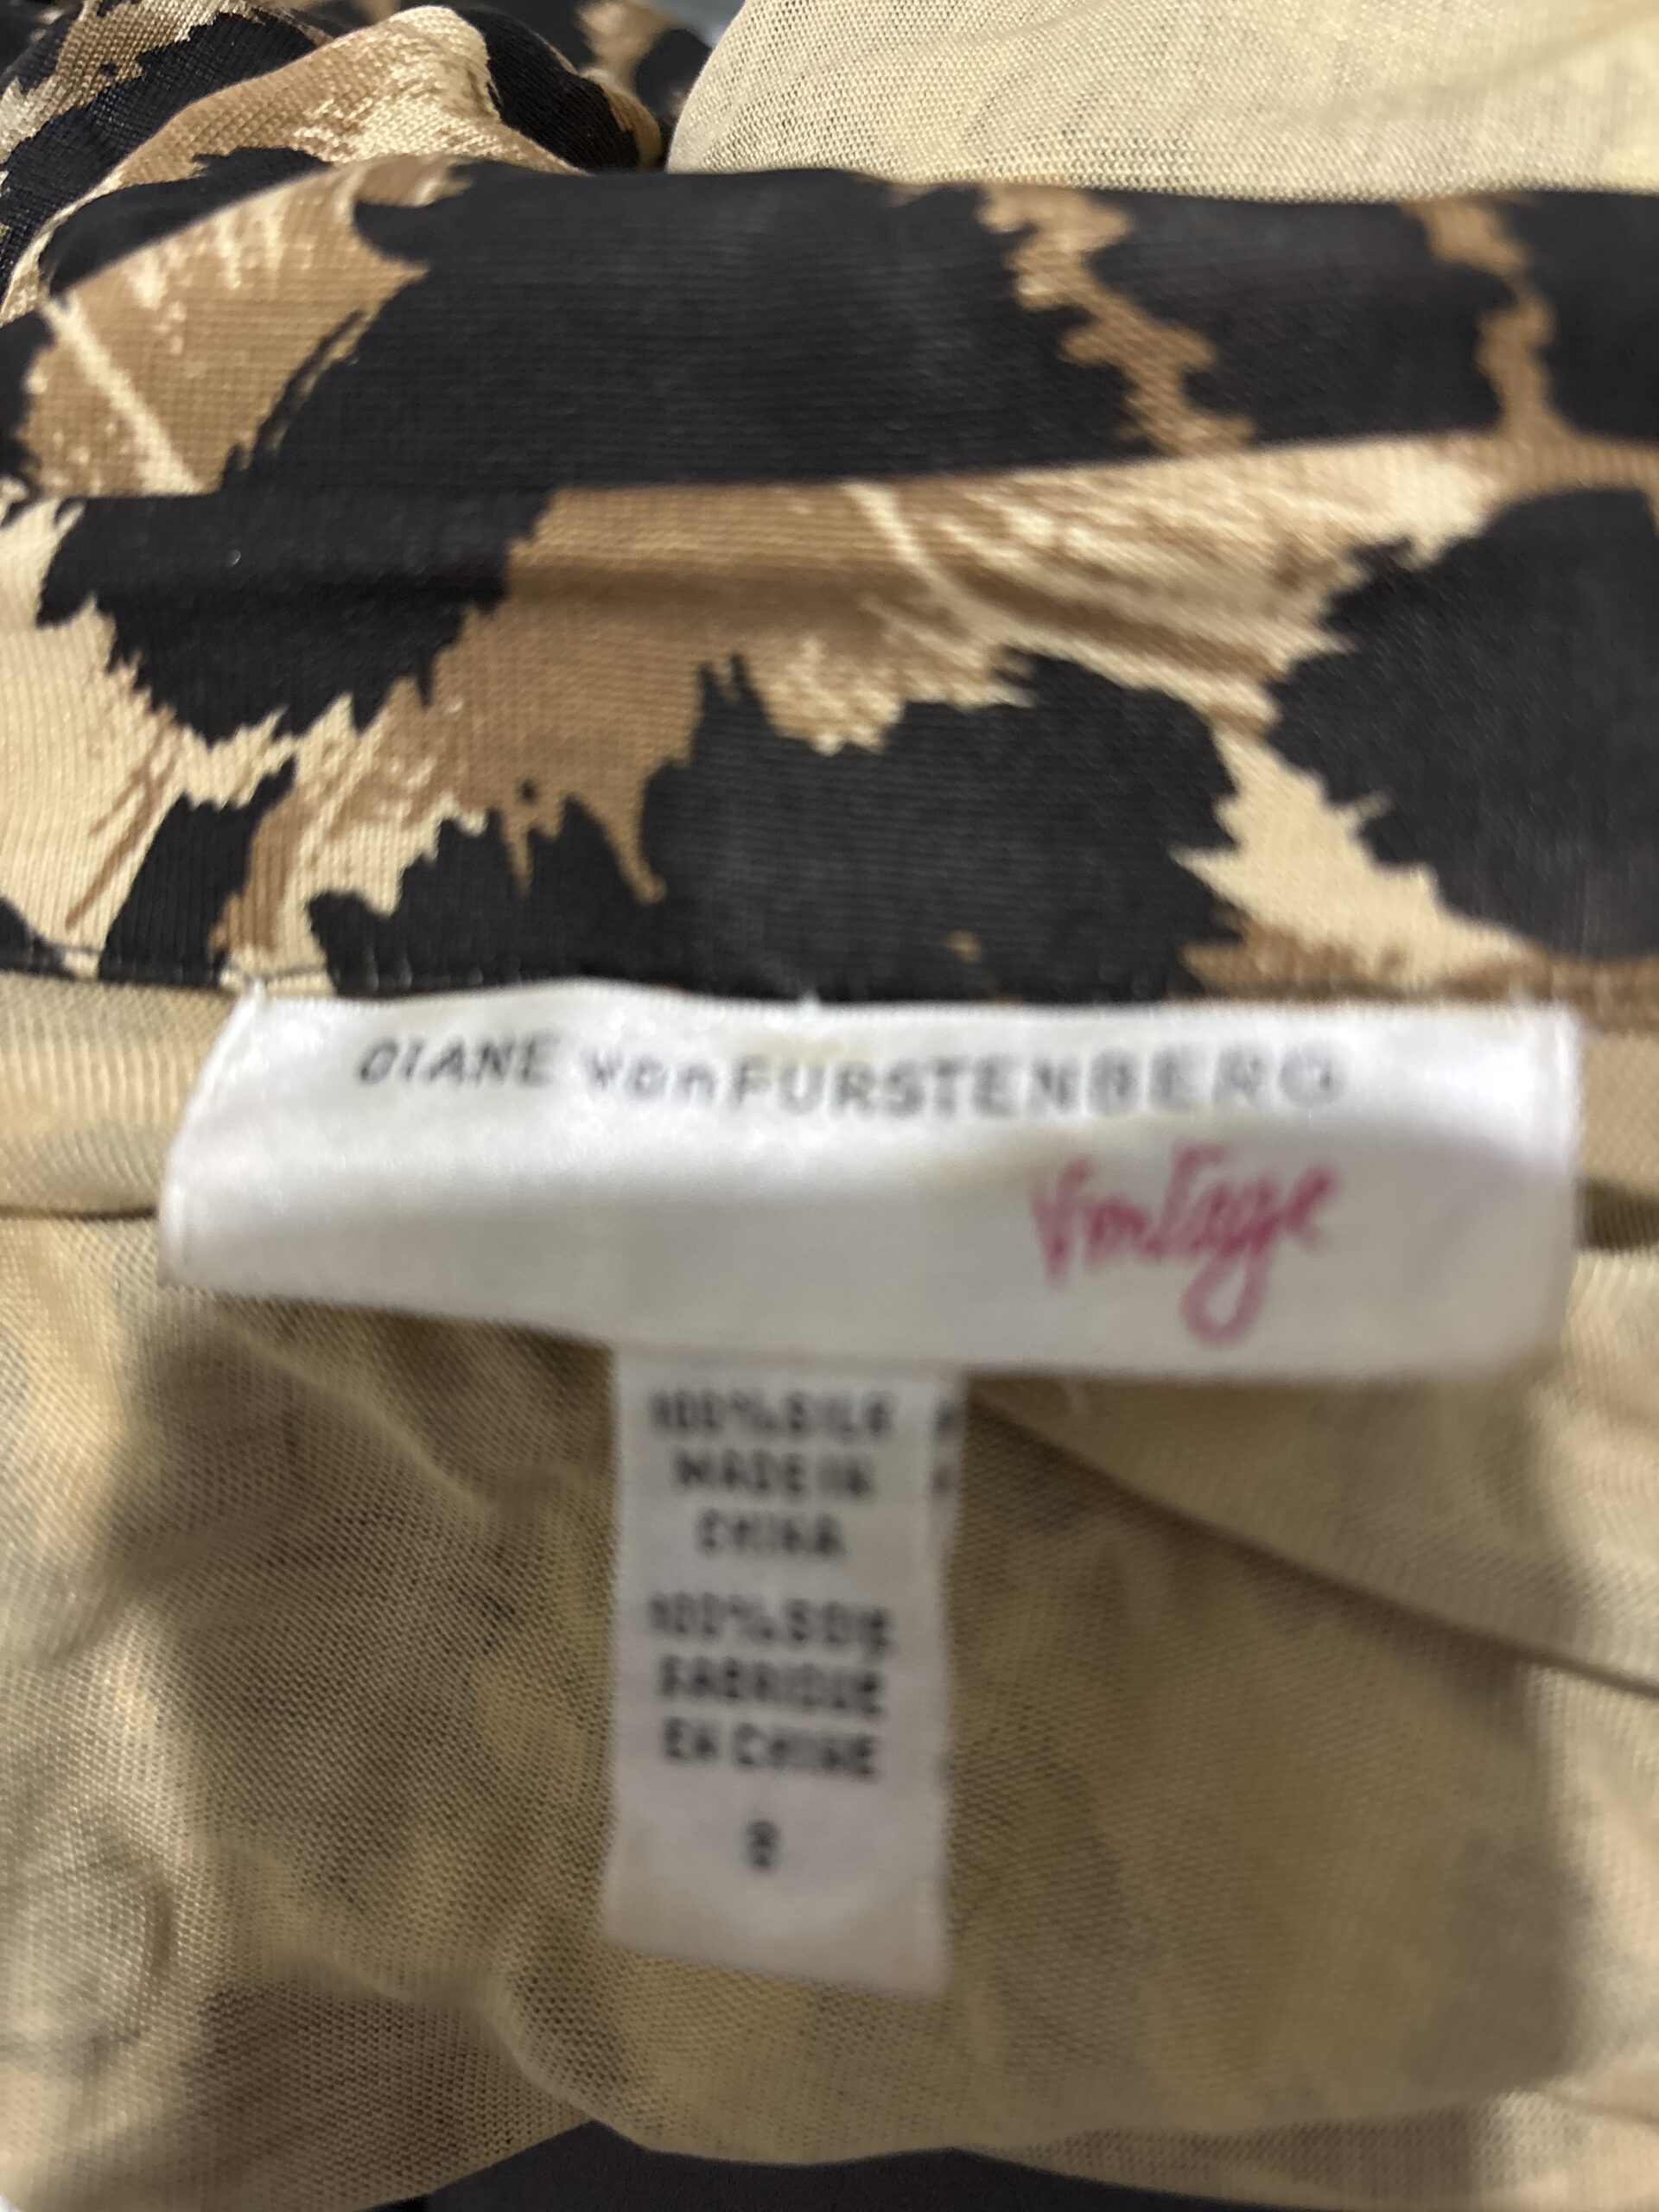 DIANE von FURSTENBERG
Vintage
100% SILK
MADE IN
CHINA
100% SOIE
FABRIQUE
EN CHINE
8